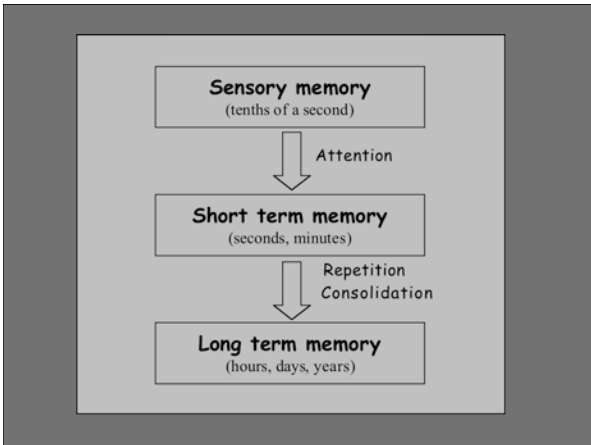 Sensory memory
(tenths of a second)
Attention
Short term memory
(seconds, minutes)
Repetition
Consolidation
Long term memory
(hours, days, years)